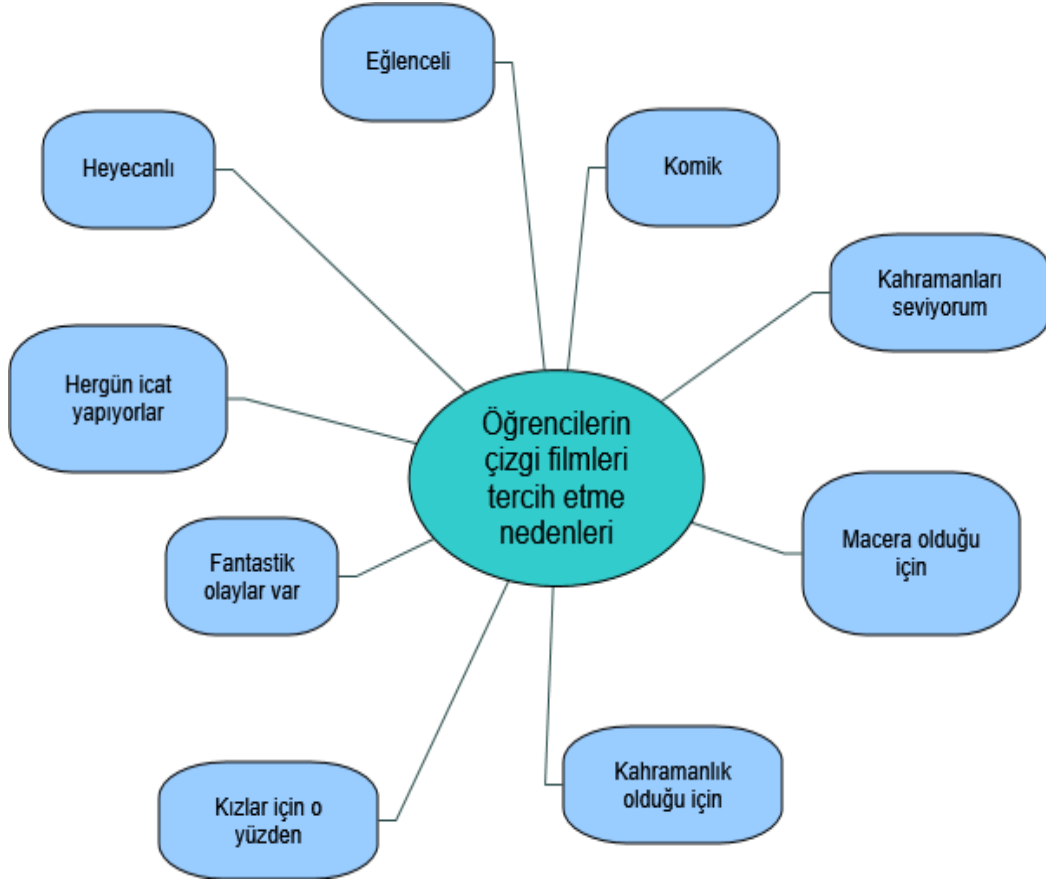 Eğlenceli
Komik
Heyecanlı
Kahramanları
seviyorum
Hergün icat
yapıyorlar
Öğrencilerin
çizgi filmleri
tercih etme
nedenleri
Macera olduğu
için
Fantastik
olaylar var
Kahramanlık
olduğu için
Kızlar için o
yüzden